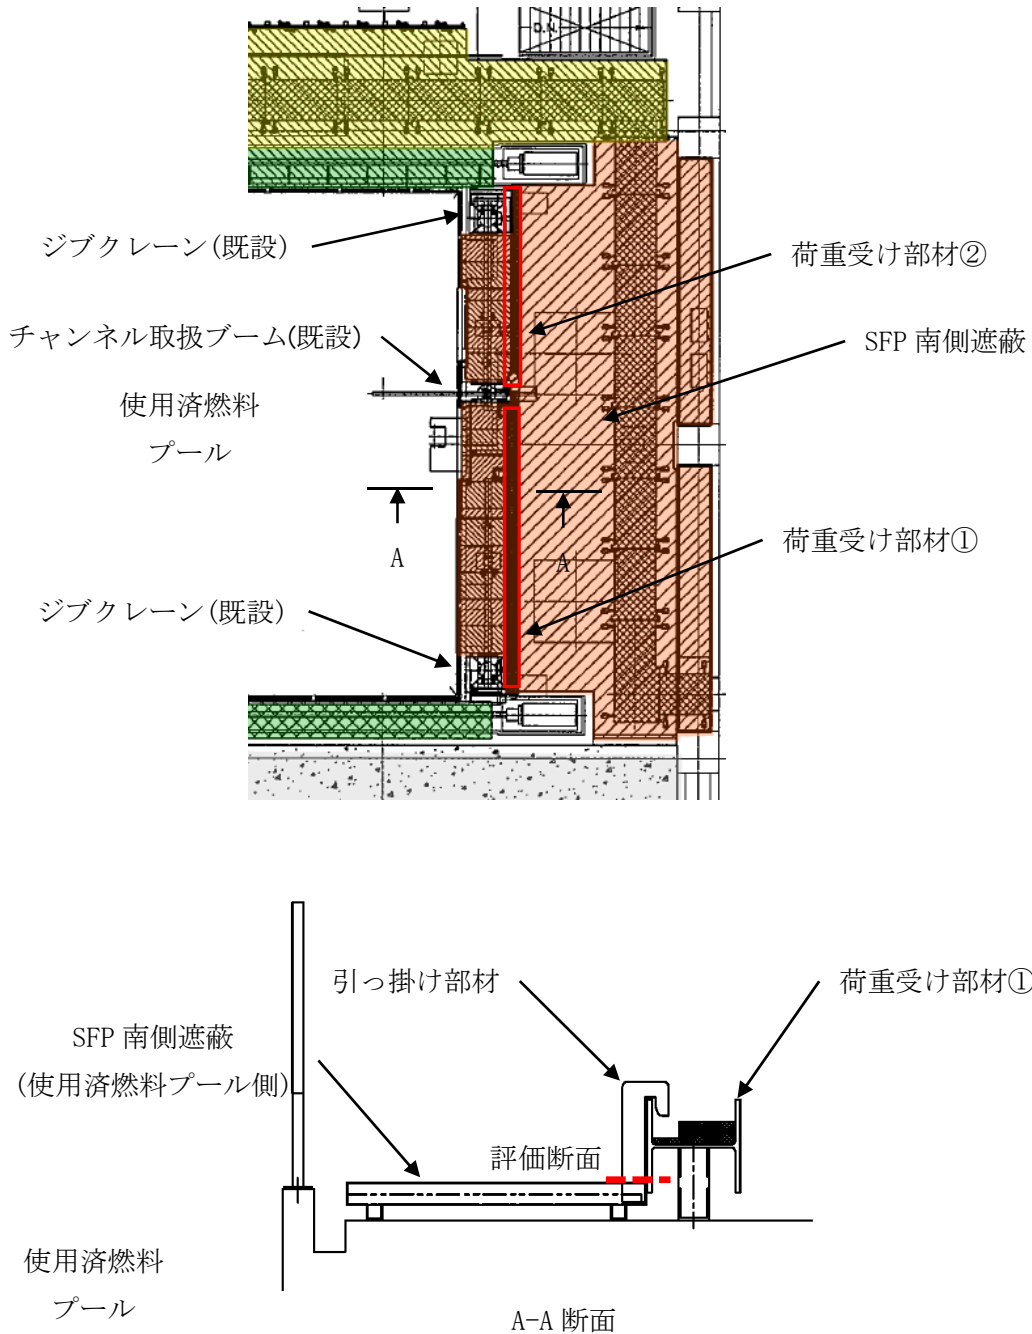 D.N.
ジブクレーン(既設)
荷重受け部材②
チャンネル取扱ブーム(既設)
SFP 南側遮蔽
使用済燃料
プール
A
A
荷重受け部材①
ジブクレーン(既設)
引っ掛け部材
荷重受け部材①
SFP 南側遮蔽
(使用済燃料プール側)
評価断面
使用済燃料
プール
A-A 断面